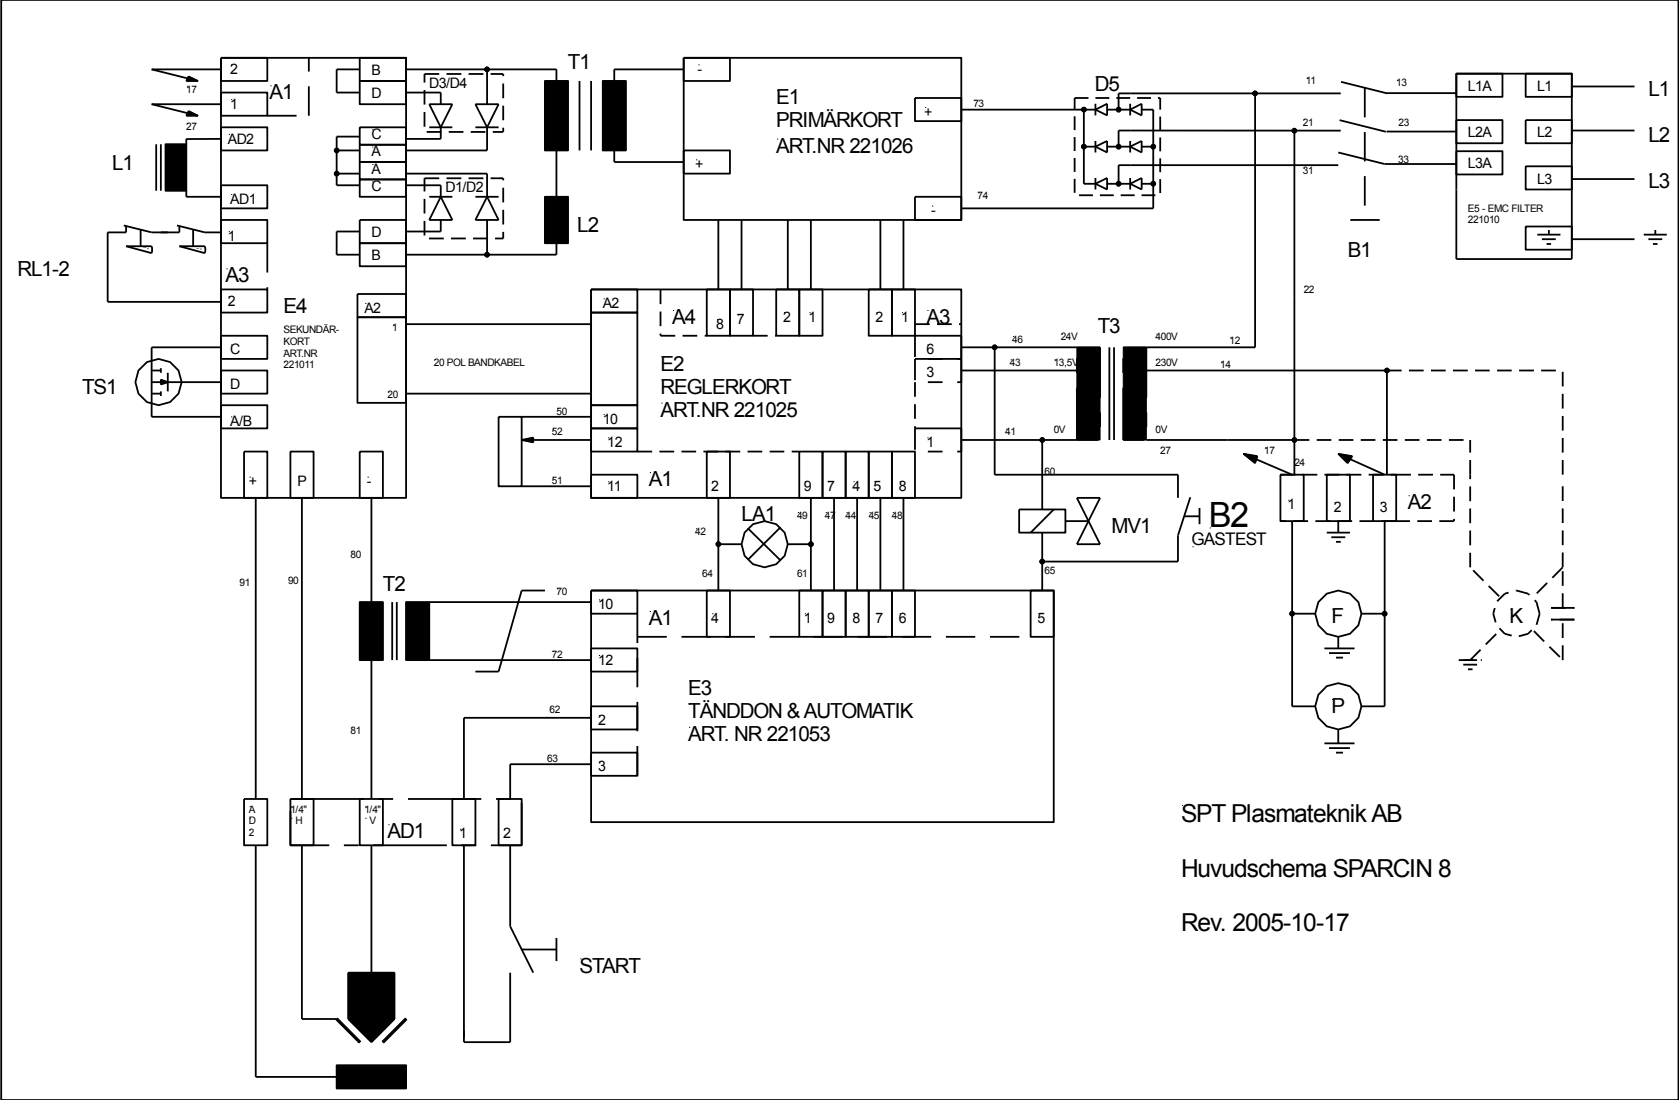 2
17
A1
1
27
AD2
L1
AD1
1
RL1-2
A3
2
E4
SEKUNDÄR-
KORT
ART.NR
221011
C
TS1
D
A/B
+
P
-
B
D
C
A
A
C
D
B
A2
1
20
20 POL BANDKABEL
D3/D4
D1/D2
T1
L2
-
+
E1
PRIMÄRKORT
ART.NR 221026
+
-
73
74
D5
11
13
21
23
31
33
B1
L1A
L1
L2A
L2
L3A
L3
E5 - EMC FILTER
221010
L1
L2
L3
22
A2
A4
8
7
2
1
2
1
A3
6
3
1
E2
REGLERKORT
ART.NR 221025
10
12
11
50
52
51
A1
2
9
7
4
5
8
46
24V
43
13,5V
41
0V
T3
400V
12
230V
14
0V
27
17
24
60
1
2
3
A2
MV1
B2
GASTEST
65
42
LA1
49
47
44
45
48
64
61
80
91
90
T2
70
72
81
62
63
10
12
2
3
A1
4
1
9
8
7
6
5
E3
TÄNDDON & AUTOMATIK
ART. NR 221053
F
P
K
A
D
2
1/4"
H
1/4"
V
AD1
1
2
START
SPT Plasmateknik AB
Huvudschema SPARCIN 8
Rev. 2005-10-17